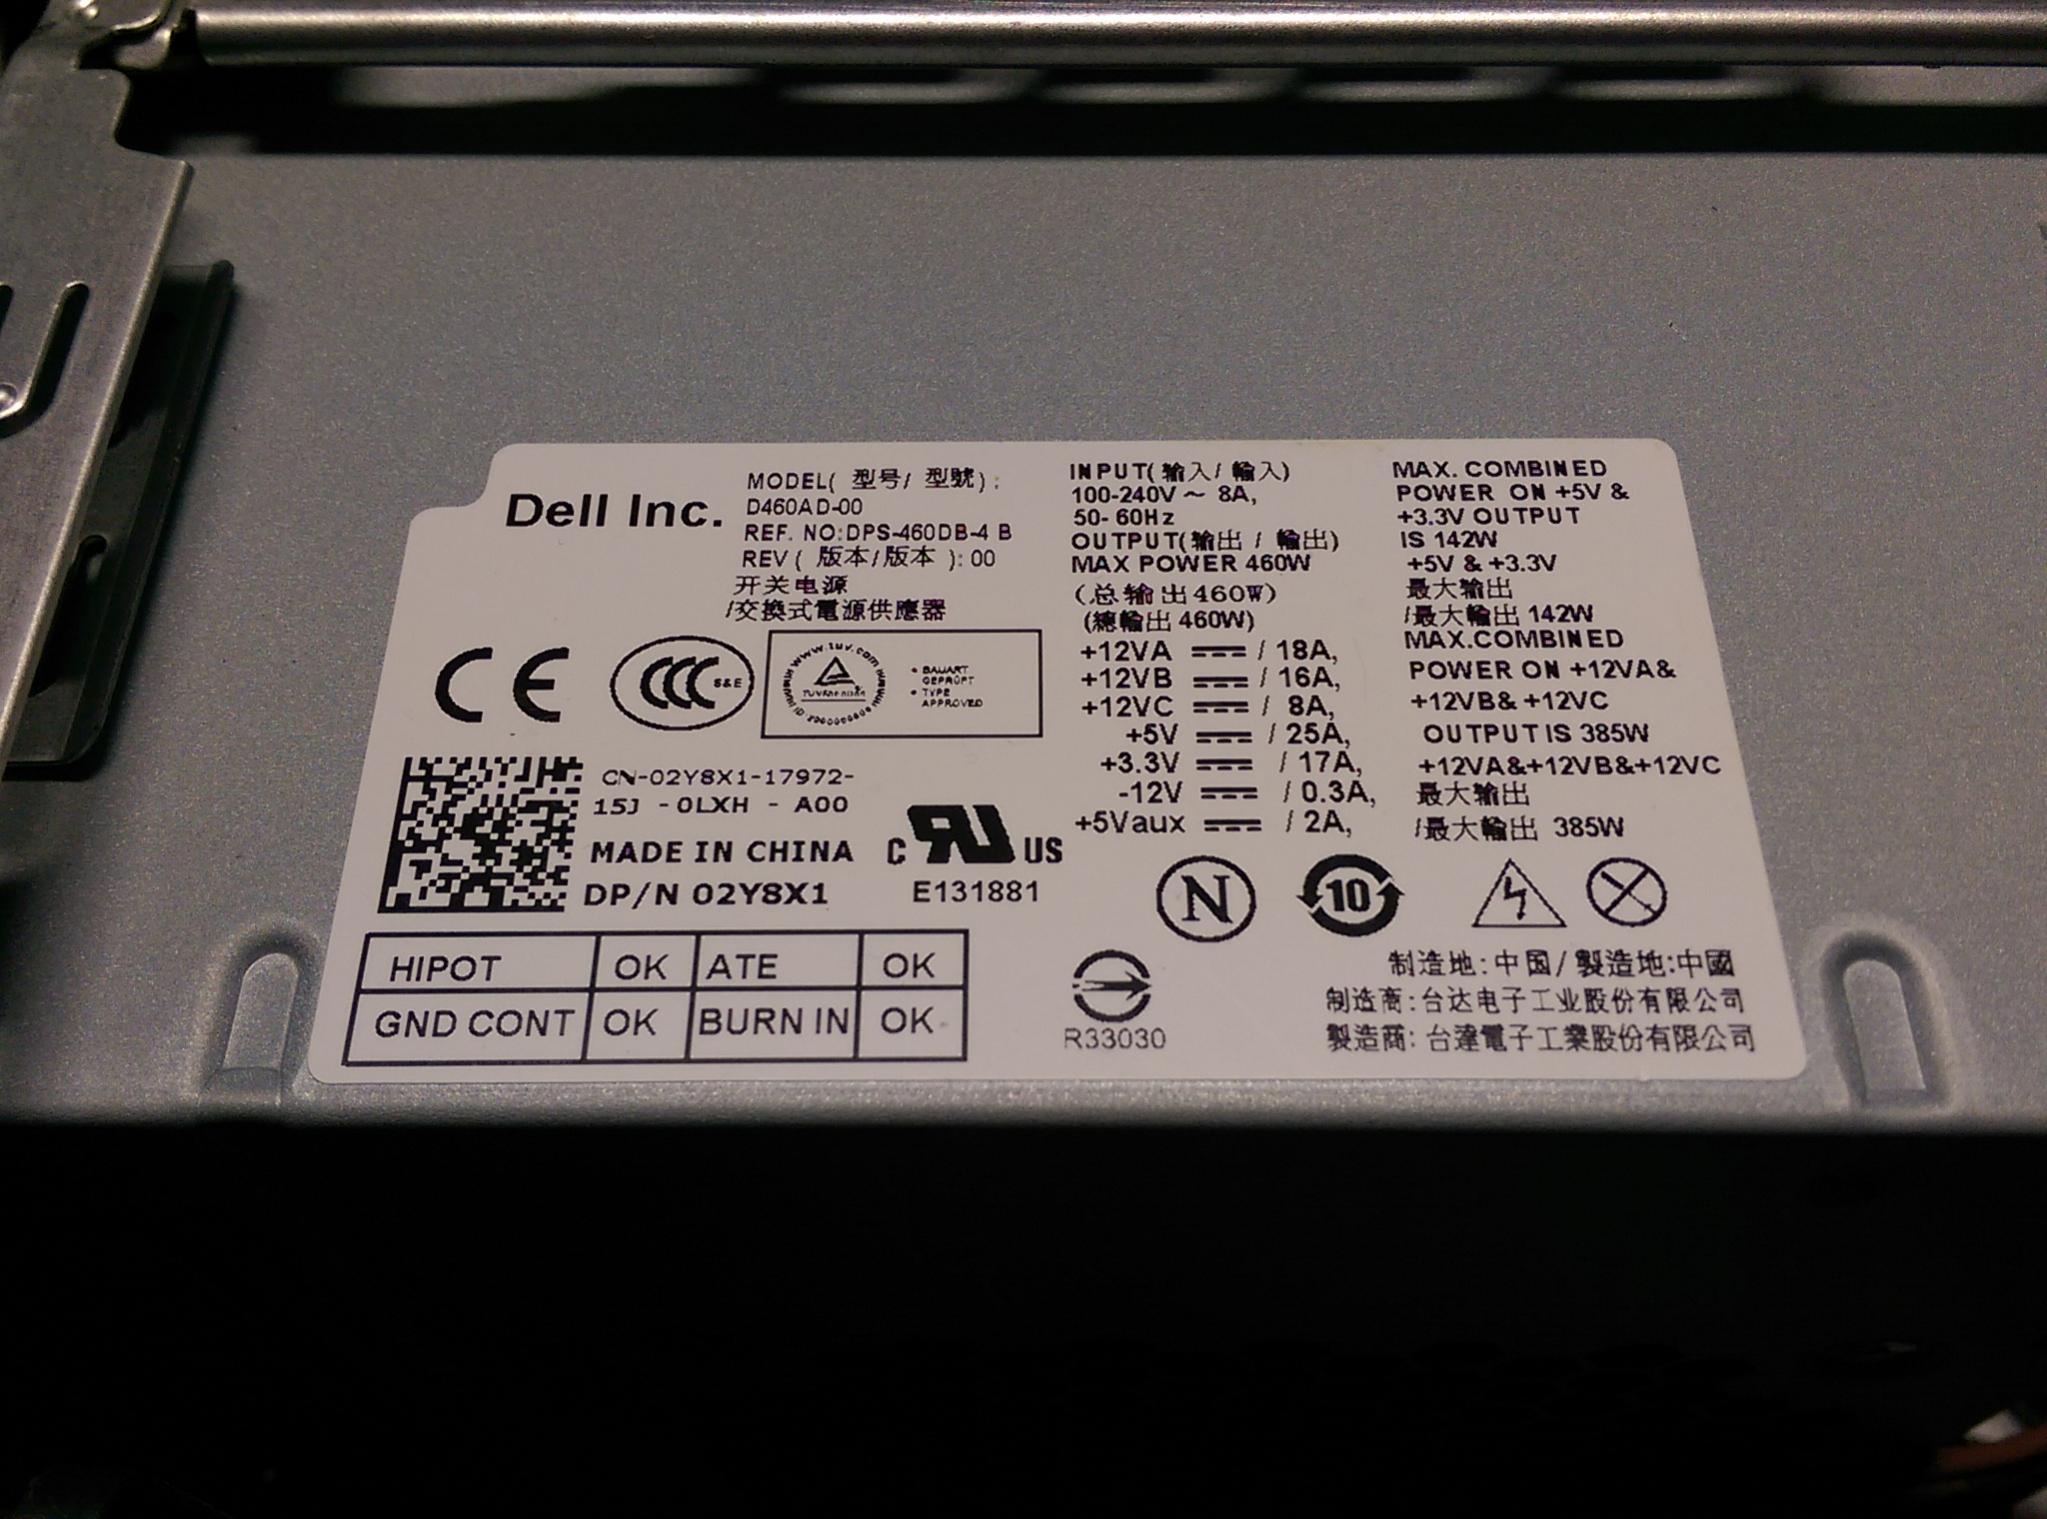 Dell Inc.
MODEL( 型号/ 型號) :
D460AD-00
REF. NO:DPS-460DB-4 B
REV ( 版本/版本 ): 00
开关电源
/交換式電源供應器
CE
CCC S&E
www.tuv.com
TUVRheinland
• BAUART
GEPRÜFT
• TYPE
APPROVED
CN-02Y8X1-17972-
15J - 0LXH - A00
MADE IN CHINA
DP/N 02Y8X1
C RU US
E131881
HIPOT OK ATE OK
GND CONT OK BURN IN OK
INPUT(输入/ 輸入)
100-240V ~ 8A,
50- 60Hz
OUTPUT(输出 / 輸出)
MAX POWER 460W
(总输出460W)
(總輸出 460W)
+12VA ⎓ / 18A,
+12VB ⎓ / 16A,
+12VC ⎓ / 8A,
+5V ⎓ / 25A,
+3.3V ⎓ / 17A,
-12V ⎓ / 0.3A,
+5Vaux ⎓ / 2A,
MAX. COMBINED
POWER ON +5V &
+3.3V OUTPUT
IS 142W
+5V & +3.3V
最大输出
/最大輸出 142W
MAX.COMBINED
POWER ON +12VA&
+12VB& +12VC
OUTPUT IS 385W
+12VA&+12VB&+12VC
最大输出
/最大輸出 385W
N
10
R33030
制造地:中国/製造地:中國
制造商:台达电子工业股份有限公司
製造商: 台達電子工業股份有限公司